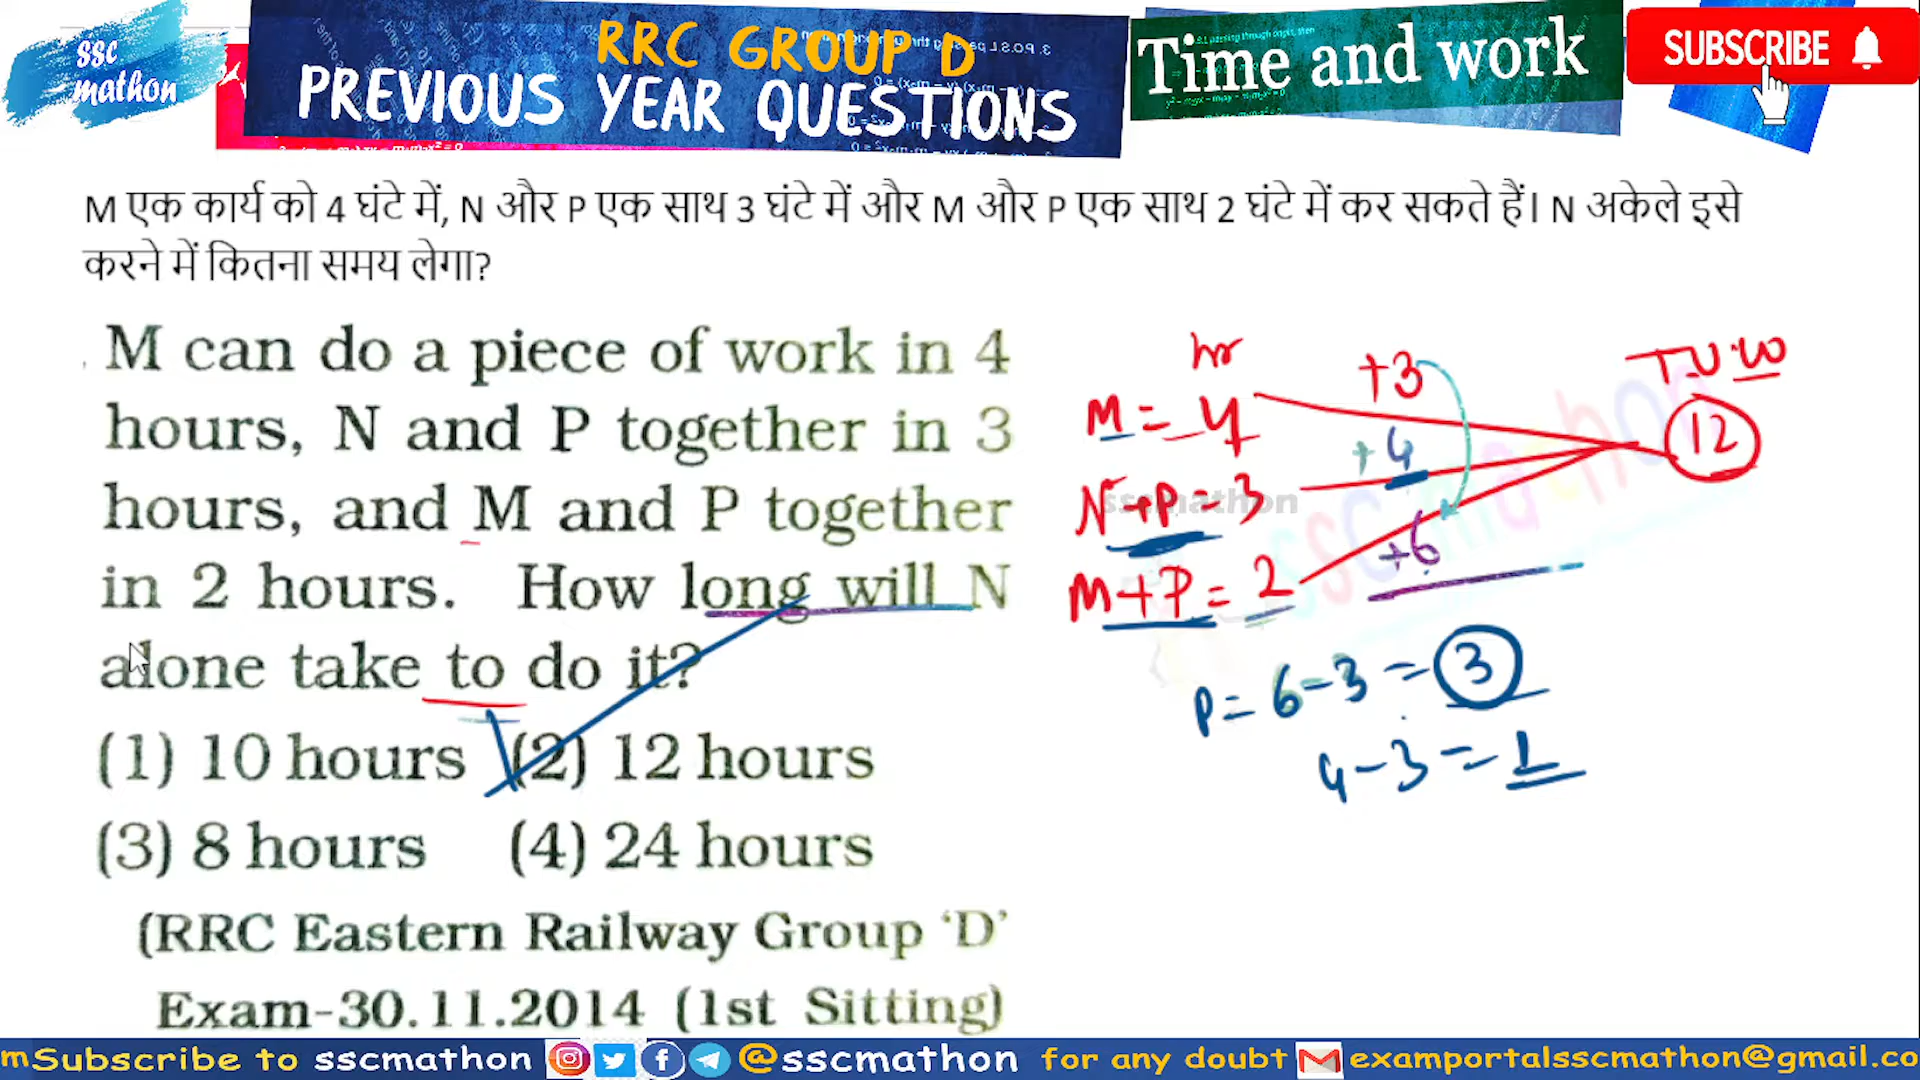 ssc
mathon
RRC GROUP D
PREVIOUS YEAR QUESTIONS
Time and work
SUBSCRIBE
M एक कार्य को 4 घंटे में, N और P एक साथ 3 घंटे में और M और P एक साथ 2 घंटे में कर सकते हैं। N अकेले इसे
करने में कितना समय लेगा?
M can do a piece of work in 4
hours, N and P together in 3
hours, and M and P together
in 2 hours. How long will N
alone take to do it?
(1) 10 hours (2) 12 hours
(3) 8 hours (4) 24 hours
(RRC Eastern Railway Group ‘D’
Exam-30.11.2014 (1st Sitting)
hr
M = 4
+3
T.U.W
12
+4
N+P = 3
sscmathon
+6
M+P = 2
P = 6-3 = 3
4-3 = 1
mSubscribe to sscmathon @sscmathon for any doubt examportalsscmathon@gmail.co